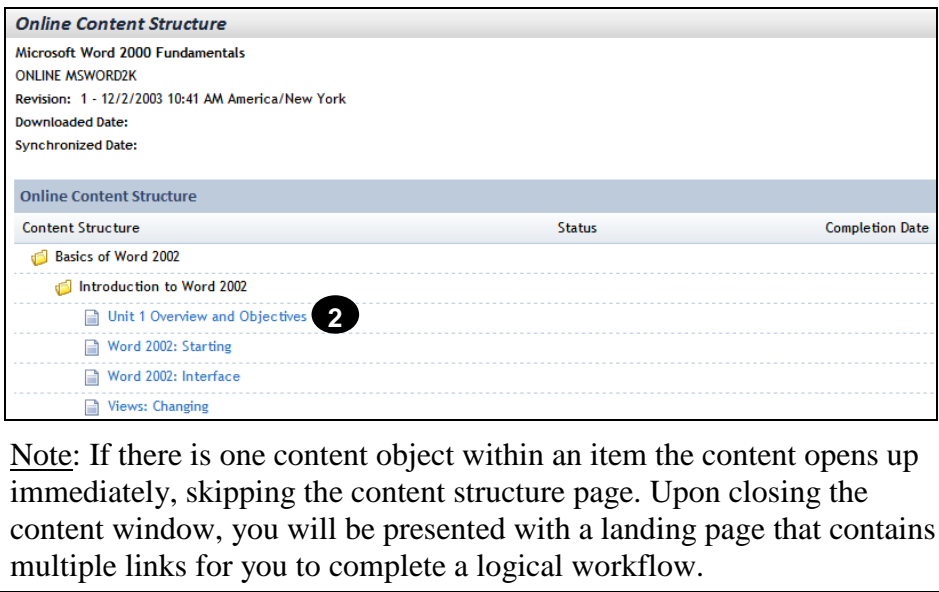 Online Content Structure
Microsoft Word 2000 Fundamentals
ONLINE MSWORD2K
Revision: 1 - 12/2/2003 10:41 AM America/New York
Downloaded Date:
Synchronized Date:
Online Content Structure
Content Structure Status Completion Date
Basics of Word 2002
Introduction to Word 2002
Unit 1 Overview and Objectives 2
Word 2002: Starting
Word 2002: Interface
Views: Changing
Note: If there is one content object within an item the content opens up
immediately, skipping the content structure page. Upon closing the
content window, you will be presented with a landing page that contains
multiple links for you to complete a logical workflow.